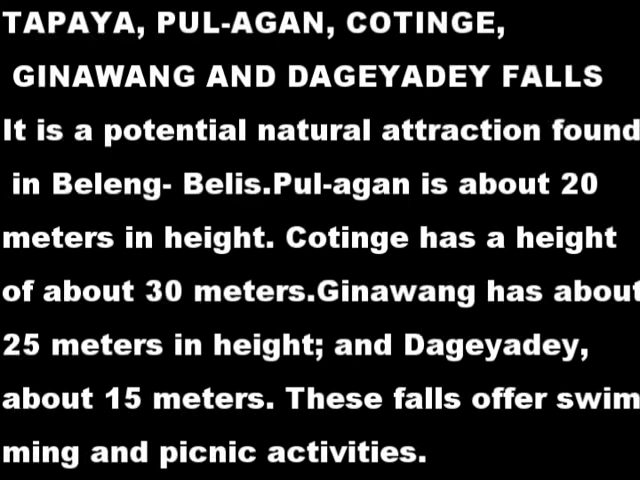 TAPAYA, PUL-AGAN, COTINGE,
GINAWANG AND DAGEYADEY FALLS
It is a potential natural attraction found
in Beleng- Belis.Pul-agan is about 20
meters in height. Cotinge has a height
of about 30 meters.Ginawang has about
25 meters in height; and Dageyadey,
about 15 meters. These falls offer swim
ming and picnic activities.